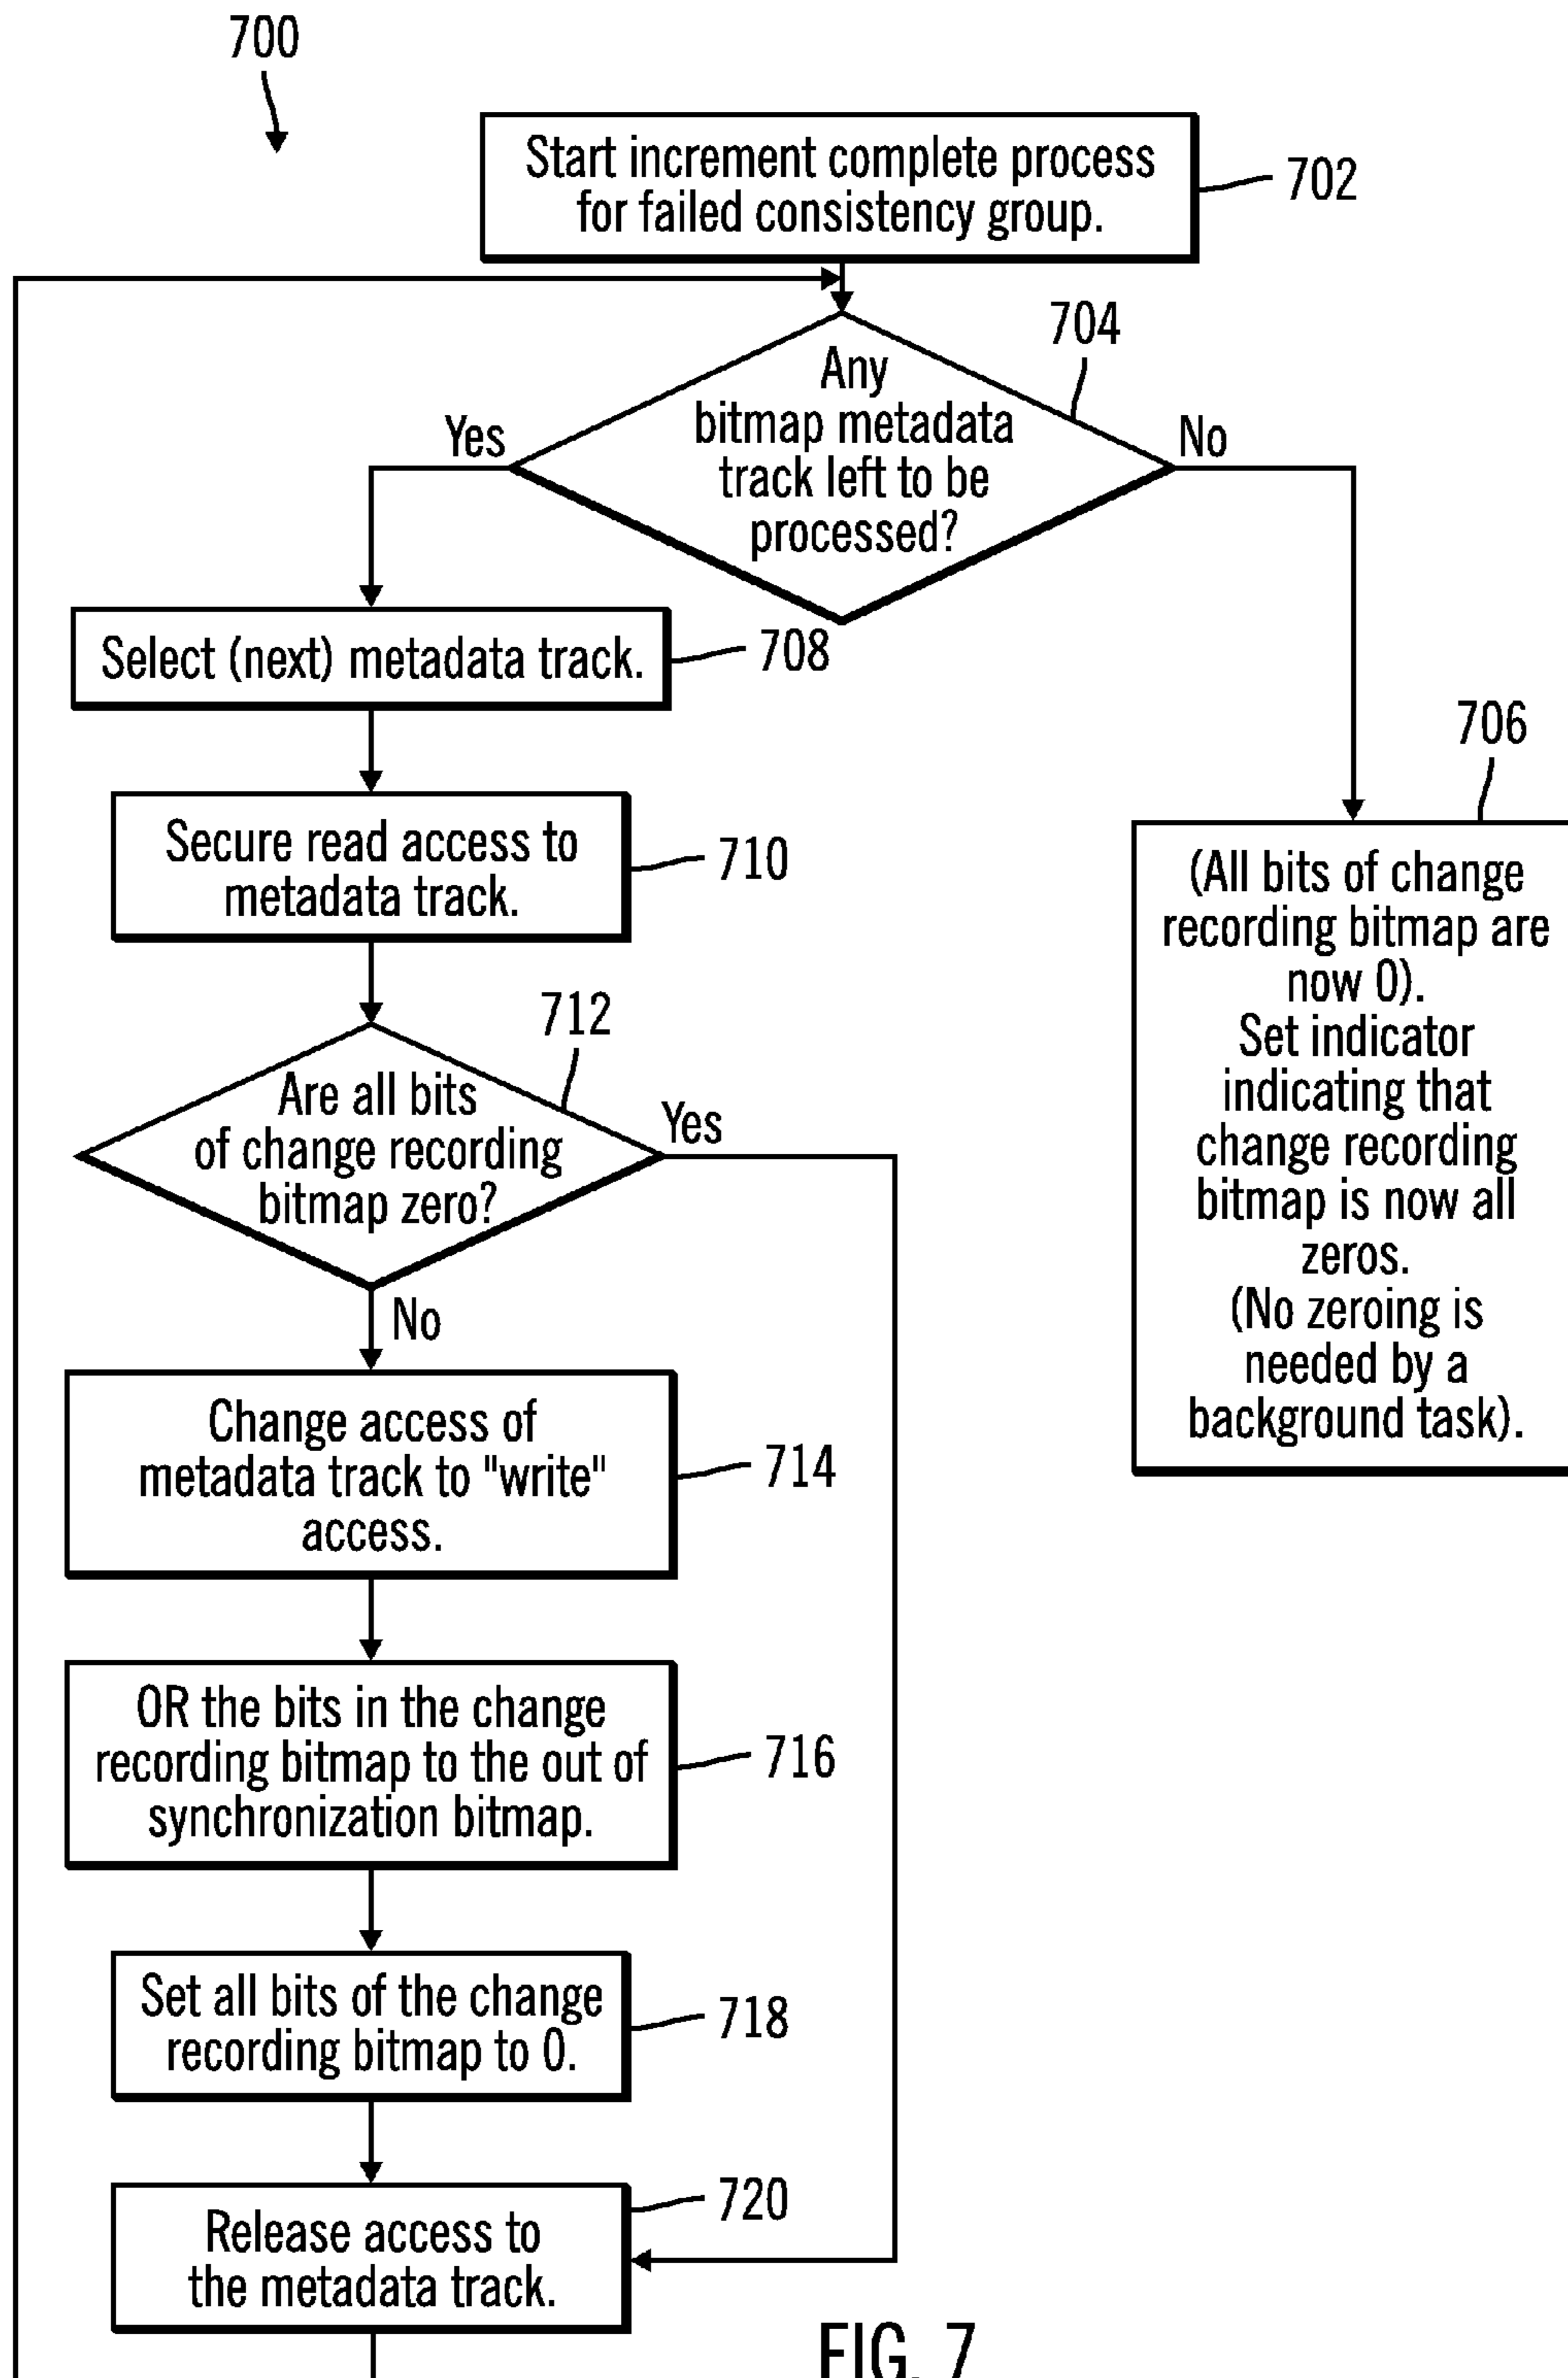 700
Start increment complete process
for failed consistency group.
702
704
Any
bitmap metadata
track left to be
processed?
Yes
No
Select (next) metadata track.
708
706
Secure read access to
metadata track.
710
(All bits of change
recording bitmap are
now 0).
Set indicator
indicating that
change recording
bitmap is now all
zeros.
(No zeroing is
needed by a
background task).
712
Are all bits
of change recording
bitmap zero?
Yes
No
Change access of
metadata track to "write"
access.
714
OR the bits in the change
recording bitmap to the out of
synchronization bitmap.
716
Set all bits of the change
recording bitmap to 0.
718
Release access to
the metadata track.
720
FIG. 7